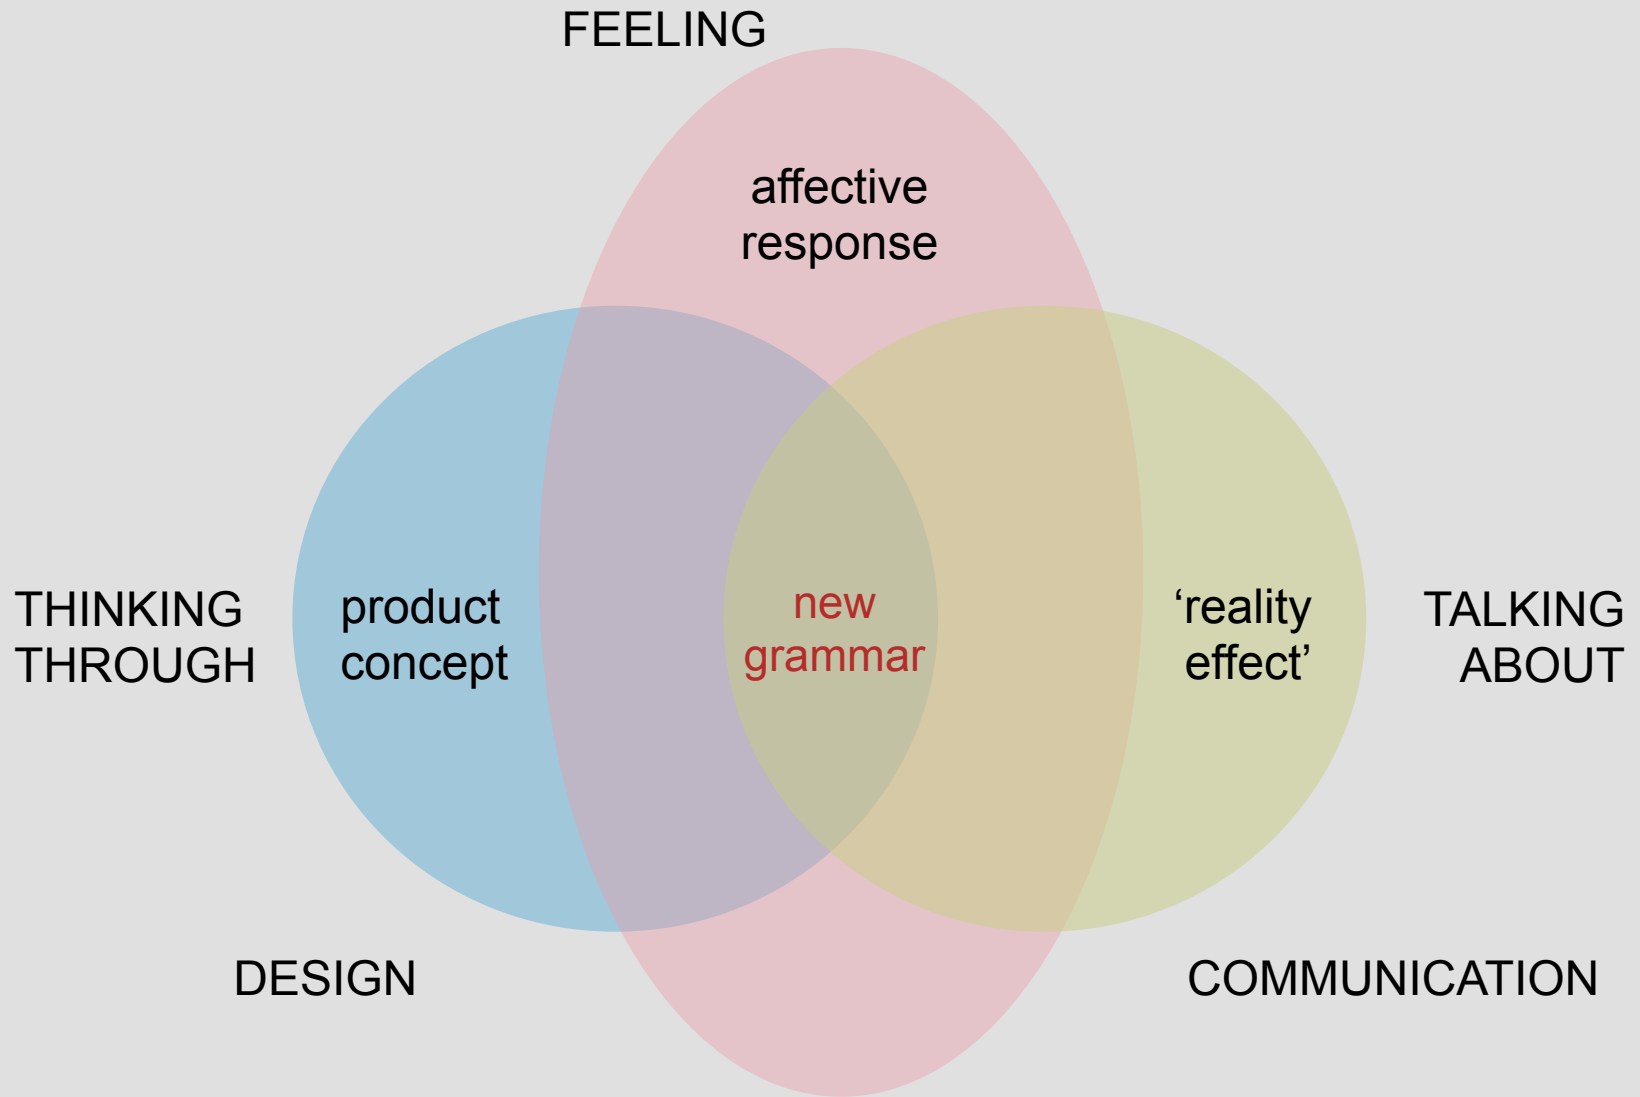 FEELING
affective
response
THINKING
THROUGH
product
concept
new
grammar
‘reality
effect’
TALKING
ABOUT
DESIGN
COMMUNICATION